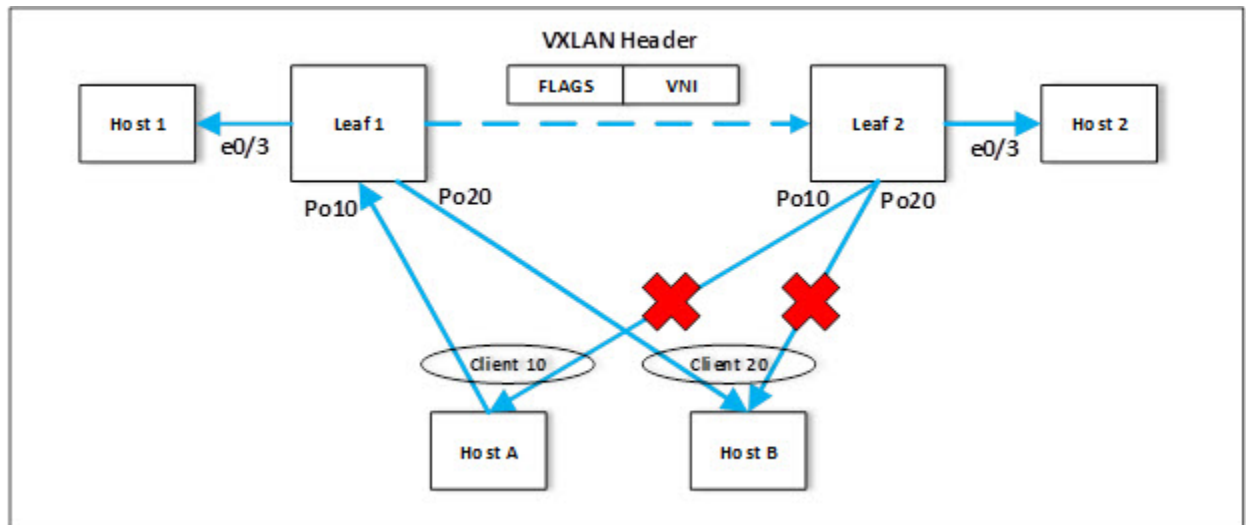 VXLAN Header
FLAGS VNI
Host 1 Leaf 1 Leaf 2 Host 2
e0/3 e0/3
Po10 Po20 Po10 Po20
Client 10 Client 20
Host A Host B